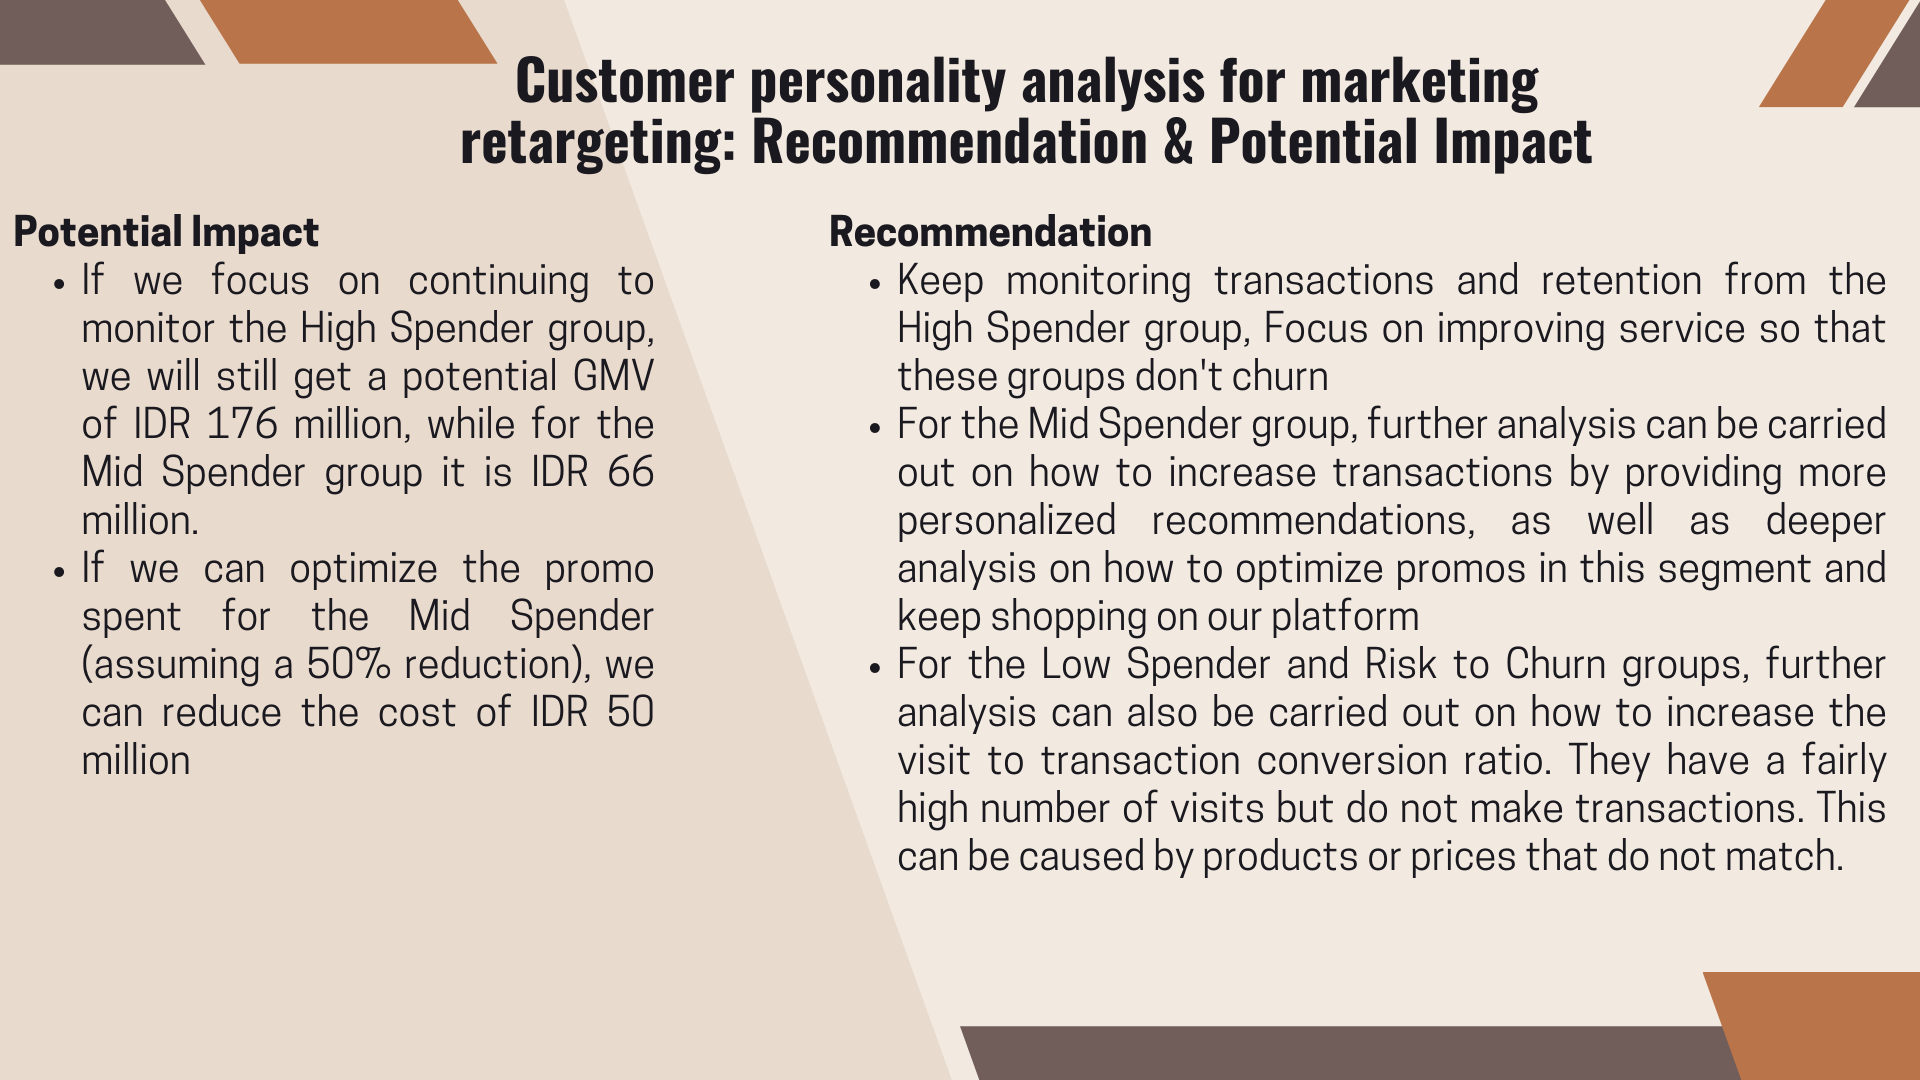 Customer personality analysis for marketing
retargeting: Recommendation & Potential Impact
Potential Impact
• If we focus on continuing to
monitor the High Spender group,
we will still get a potential GMV
of IDR 176 million, while for the
Mid Spender group it is IDR 66
million.
• If we can optimize the promo
spent for the Mid Spender
(assuming a 50% reduction), we
can reduce the cost of IDR 50
million
Recommendation
• Keep monitoring transactions and retention from the
High Spender group, Focus on improving service so that
these groups don't churn
• For the Mid Spender group, further analysis can be carried
out on how to increase transactions by providing more
personalized recommendations, as well as deeper
analysis on how to optimize promos in this segment and
keep shopping on our platform
• For the Low Spender and Risk to Churn groups, further
analysis can also be carried out on how to increase the
visit to transaction conversion ratio. They have a fairly
high number of visits but do not make transactions. This
can be caused by products or prices that do not match.